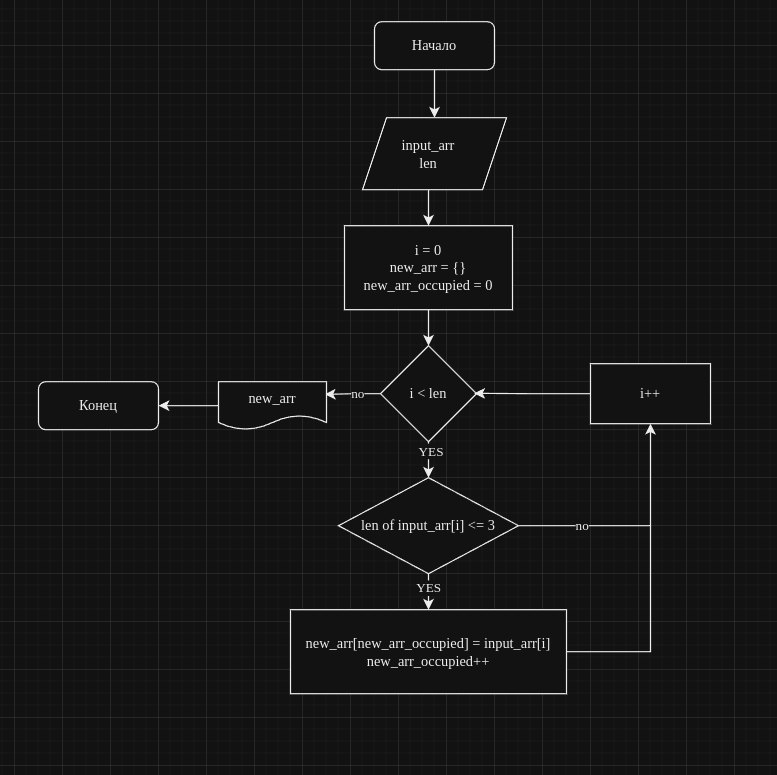 Начало
input_arr
len
i = 0
new_arr = {}
new_arr_occupied = 0
i < len
no
new_arr
Конец
i++
YES
len of input_arr[i] <= 3
no
YES
new_arr[new_arr_occupied] = input_arr[i]
new_arr_occupied++